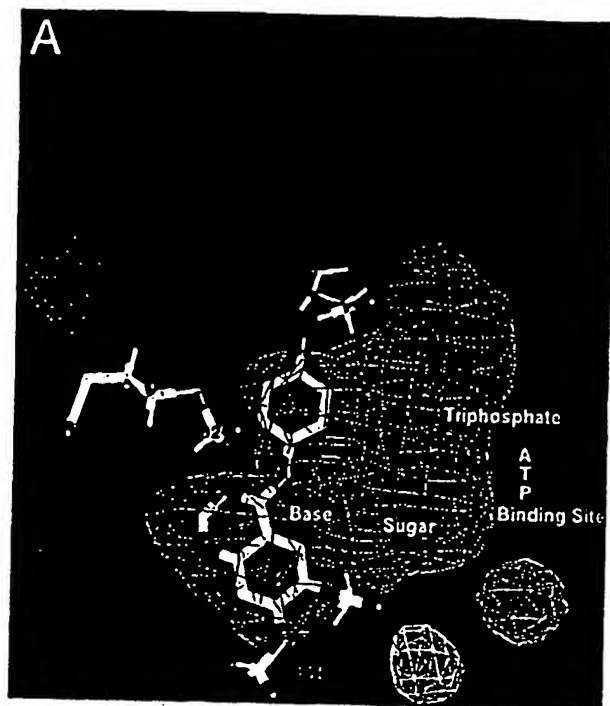 A
Triphosphate
A
T
P
Base
Sugar
Binding Site